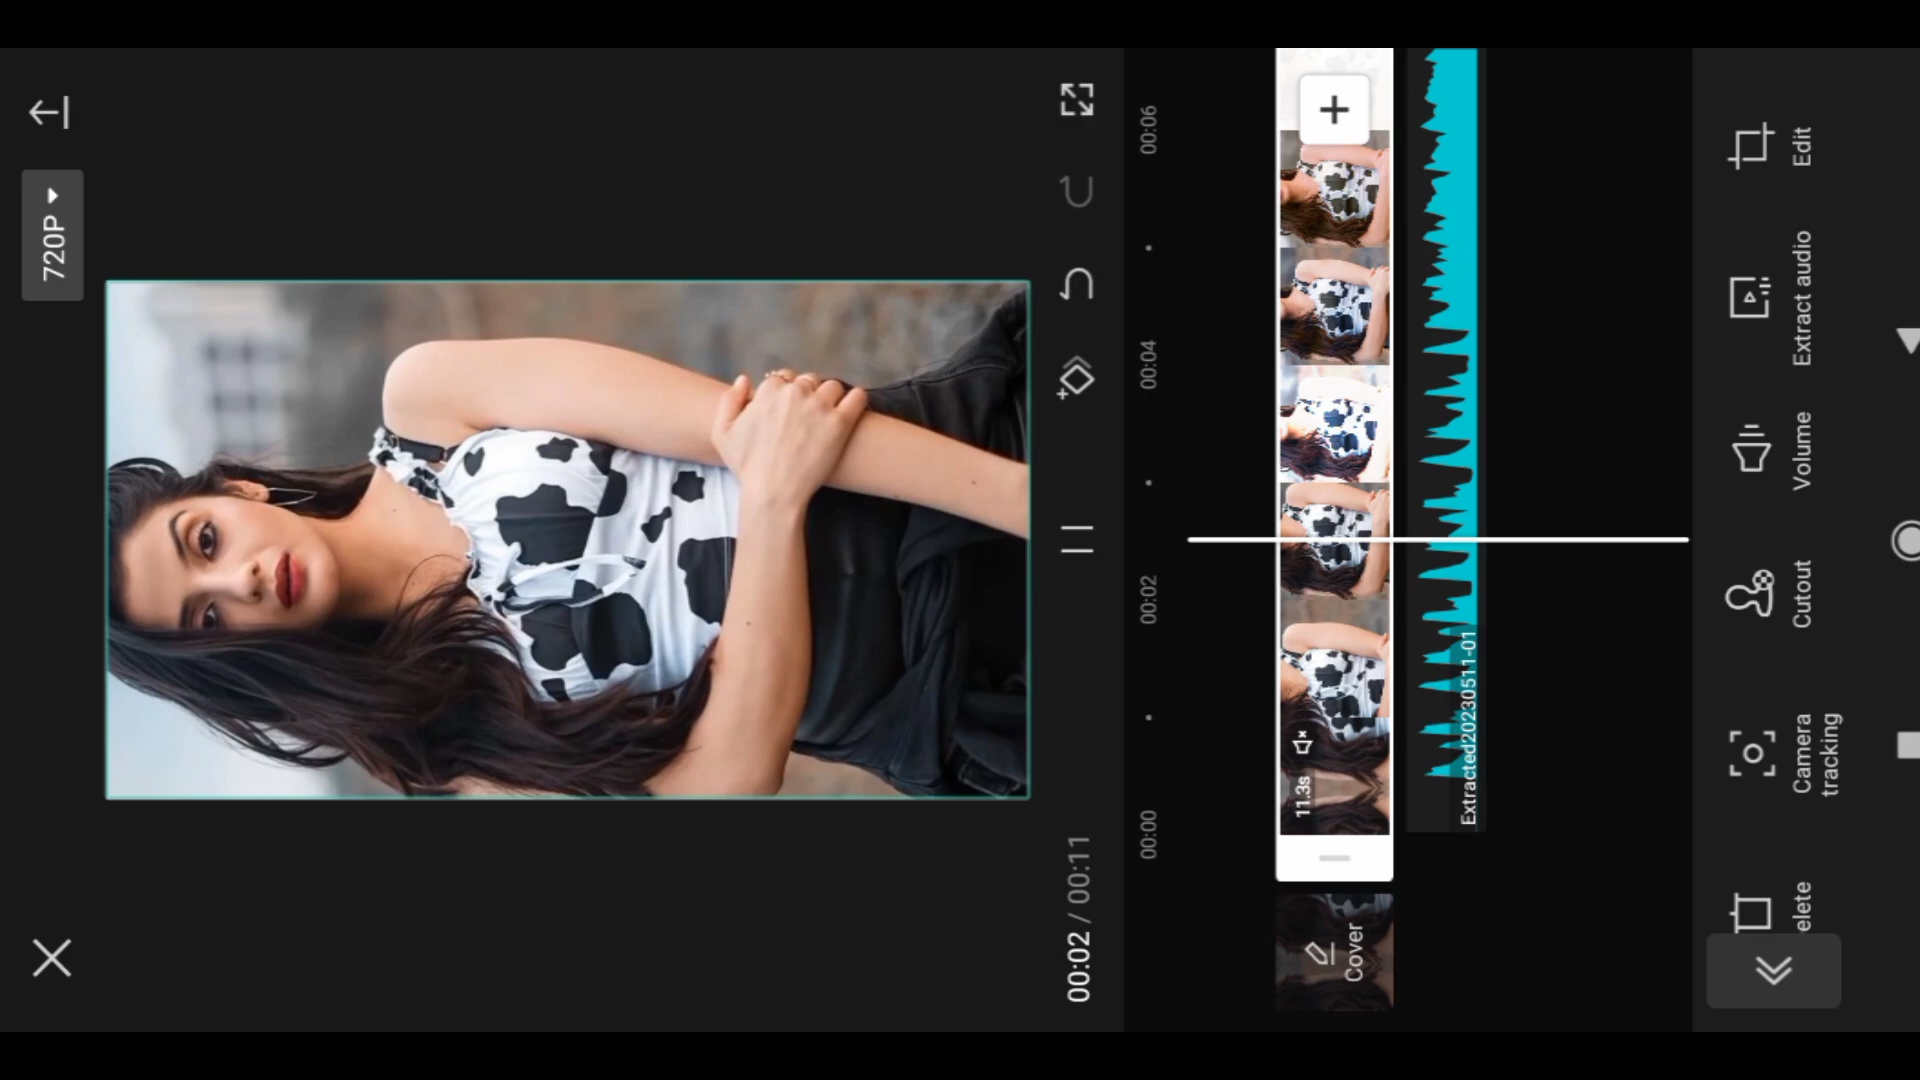 720P
00:02 / 00:11
00:00
00:02
00:04
00:06
Cover
11.3s
Extracted20230511-01
elete
Camera
tracking
Cutout
Volume
Extract audio
Edit